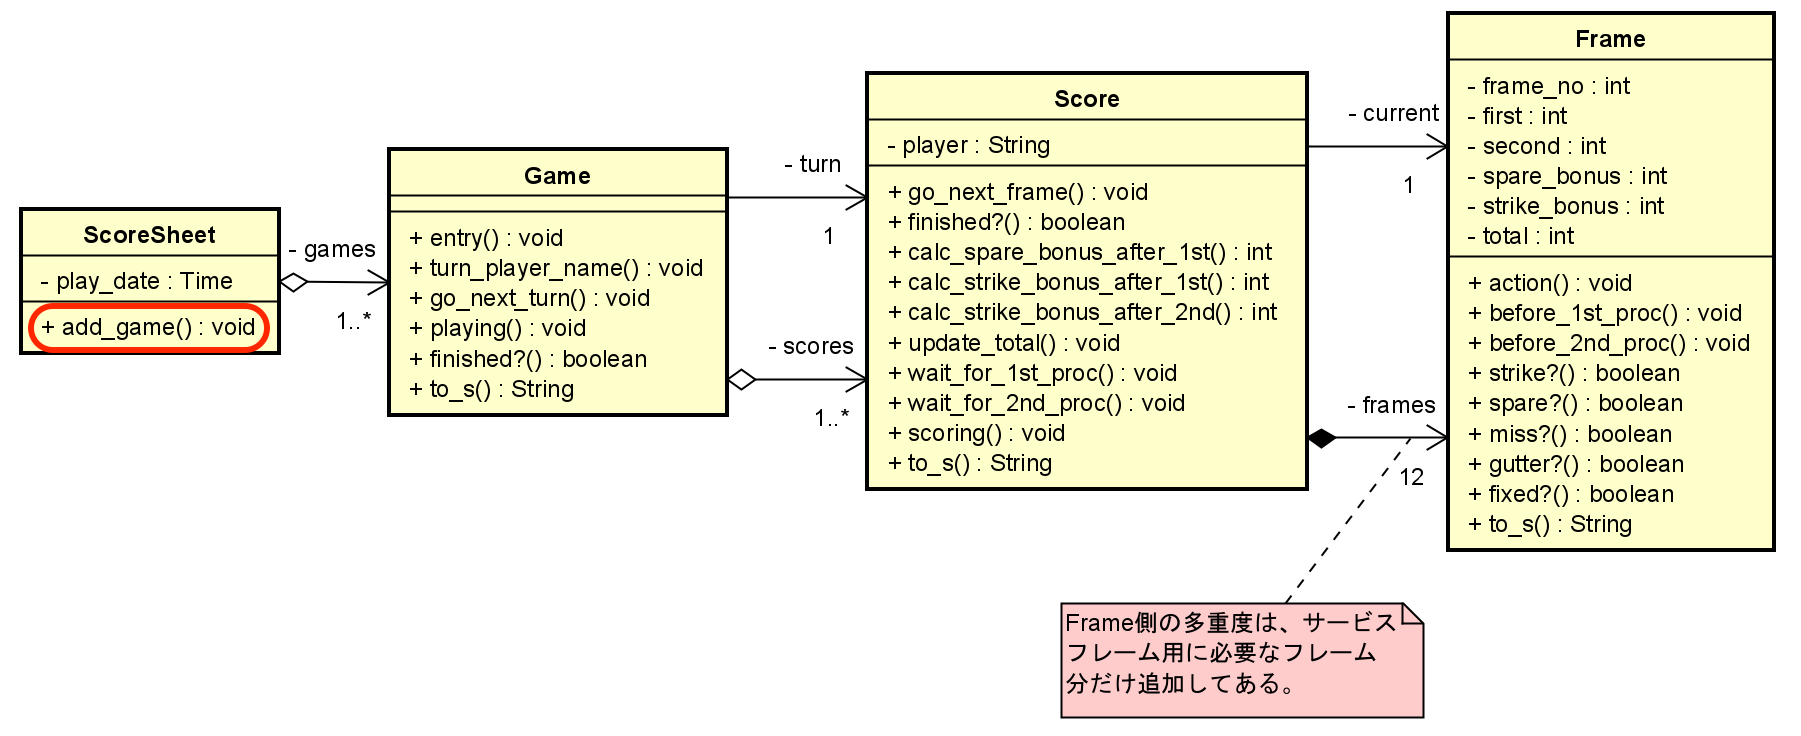 ScoreSheet
- play_date : Time
+ add_game() : void
- games
1..*
Game
+ entry() : void
+ turn_player_name() : void
+ go_next_turn() : void
+ playing() : void
+ finished?() : boolean
+ to_s() : String
- turn
1
- scores
1..*
Score
- player : String
+ go_next_frame() : void
+ finished?() : boolean
+ calc_spare_bonus_after_1st() : int
+ calc_strike_bonus_after_1st() : int
+ calc_strike_bonus_after_2nd() : int
+ update_total() : void
+ wait_for_1st_proc() : void
+ wait_for_2nd_proc() : void
+ scoring() : void
+ to_s() : String
- current
1
- frames
12
Frame
- frame_no : int
- first : int
- second : int
- spare_bonus : int
- strike_bonus : int
- total : int
+ action() : void
+ before_1st_proc() : void
+ before_2nd_proc() : void
+ strike?() : boolean
+ spare?() : boolean
+ miss?() : boolean
+ gutter?() : boolean
+ fixed?() : boolean
+ to_s() : String
Frame側の多重度は、サービス
フレーム用に必要なフレーム
分だけ追加してある。